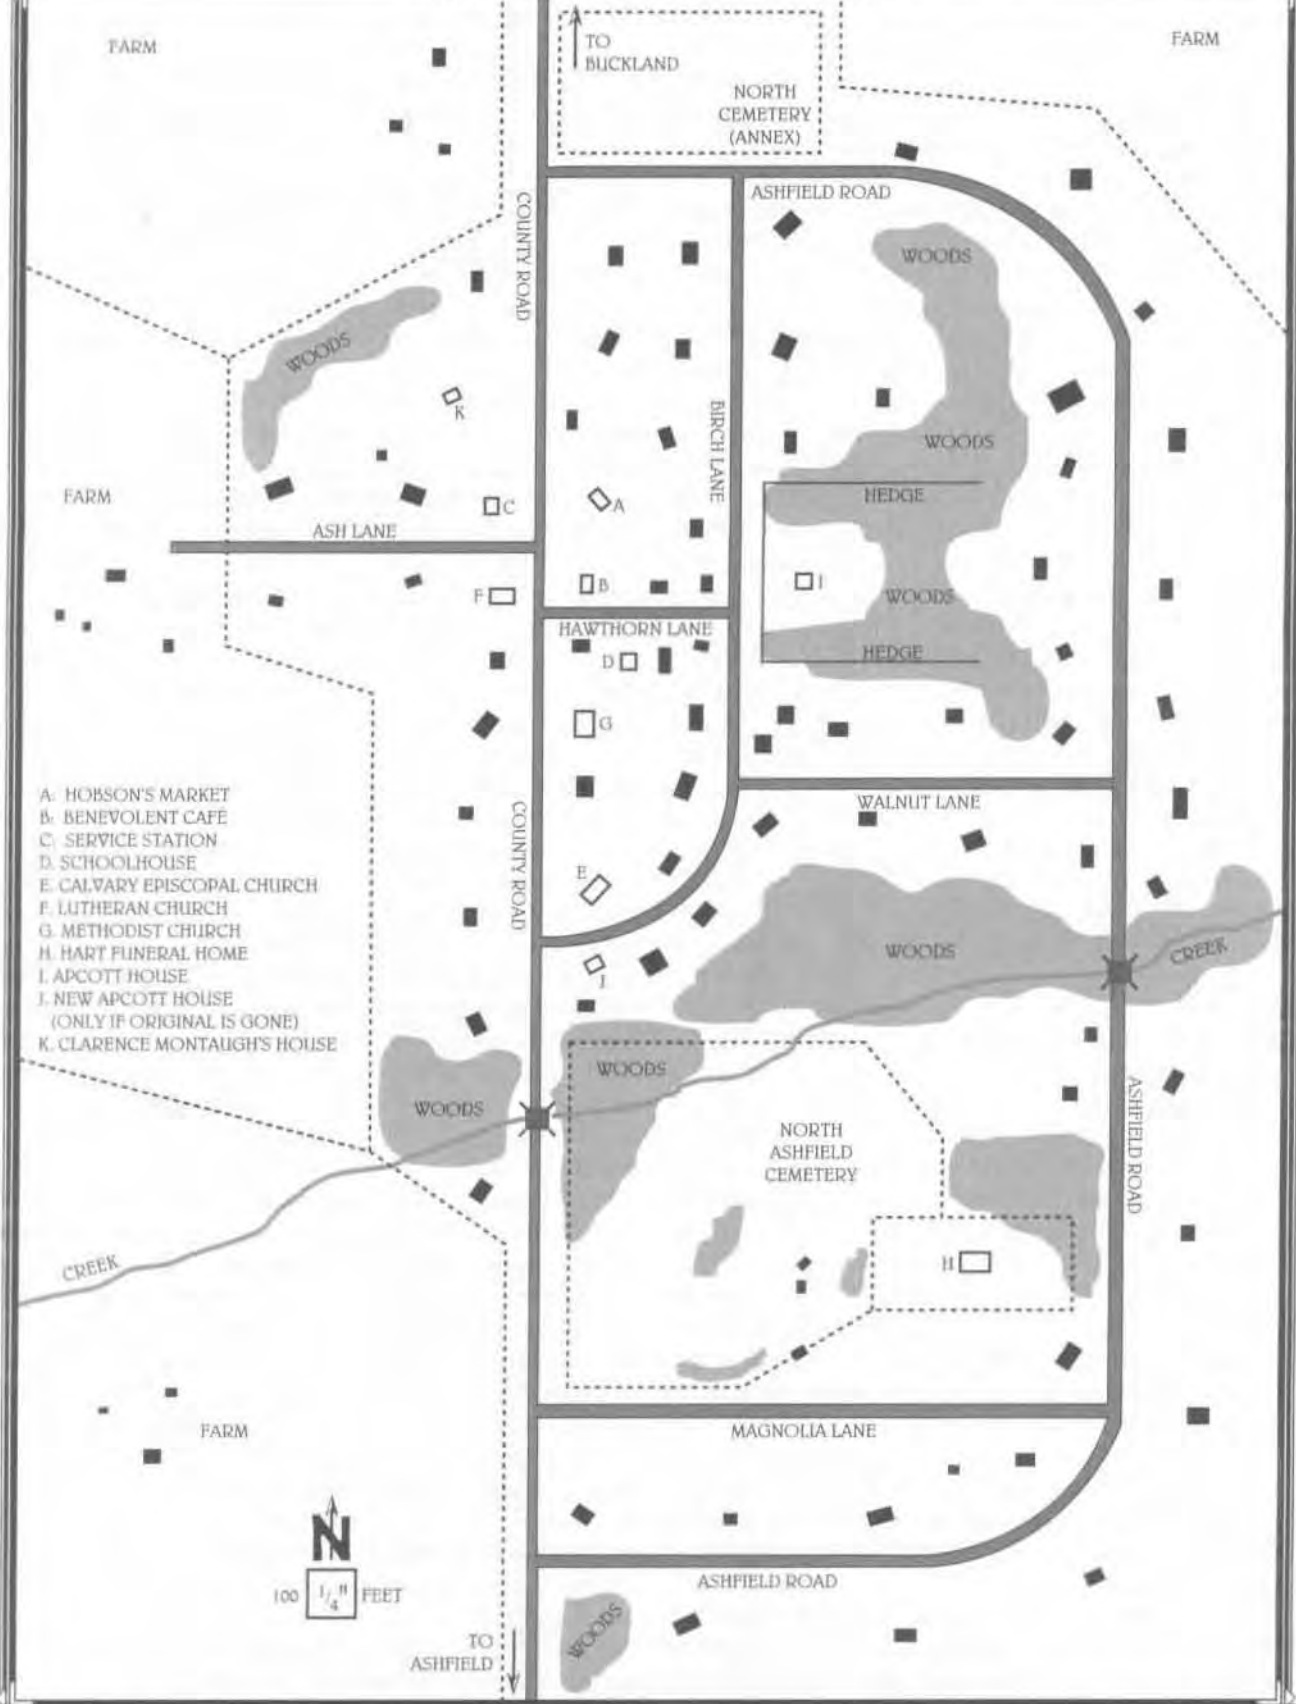 FARM
TO
BUCKLAND
FARM
NORTH
CEMETERY
(ANNEX)
ASHFIELD ROAD
COUNTY ROAD
WOODS
WOODS
K
BIRCH LANE
WOODS
FARM
HEDGE
C
A
ASH LANE
I
B
F
WOODS
HAWTHORN LANE
HEDGE
D
G
A: HOBSON'S MARKET
B: BENEVOLENT CAFÉ
C: SERVICE STATION
D. SCHOOLHOUSE
E. CALVARY EPISCOPAL CHURCH
F. LUTHERAN CHURCH
G. METHODIST CHURCH
H. HART FUNERAL HOME
I. APCOTT HOUSE
J. NEW APCOTT HOUSE
(ONLY IF ORIGINAL IS GONE)
K. CLARENCE MONTAUGH'S HOUSE
COUNTY ROAD
WALNUT LANE
E
WOODS
CREEK
J
WOODS
WOODS
ASHFIELD ROAD
NORTH
ASHFIELD
CEMETERY
H
CREEK
FARM
MAGNOLIA LANE
N
100 1/4" FEET
ASHFIELD ROAD
WOODS
TO
ASHFIELD